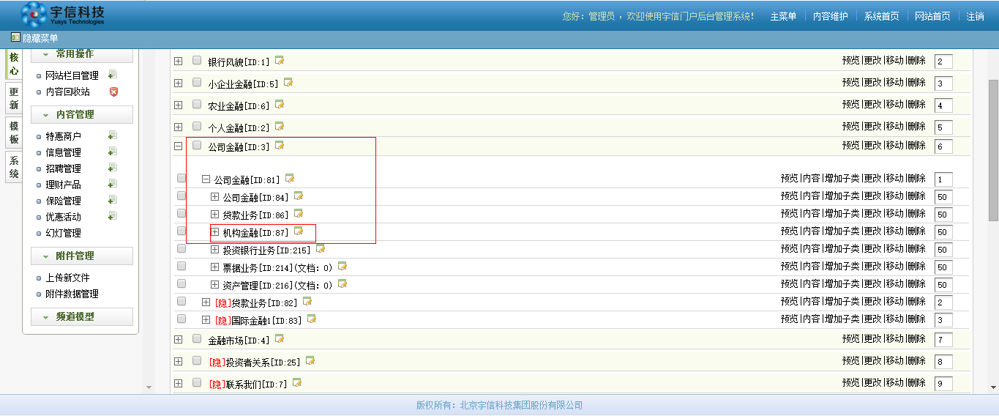 宇信科技
Yusys Technologies
您好：管理员 ，欢迎使用宇信门户后台管理系统！ 主菜单 内容维护 系统首页 网站首页 注销
隐藏菜单
核心
更新
模板
系统
常用操作
网站栏目管理
内容回收站
内容管理
特惠商户
信息管理
招聘管理
理财产品
保险管理
优惠活动
幻灯管理
附件管理
上传新文件
附件数据管理
频道模型
银行风貌[ID:1] 预览|更改|移动|删除 2
小企业金融[ID:5] 预览|更改|移动|删除 3
农业金融[ID:6] 预览|更改|移动|删除 4
个人金融[ID:2] 预览|更改|移动|删除 5
公司金融[ID:3] 预览|更改|移动|删除 6
公司金融[ID:81] 预览|内容|增加子类|更改|移动|删除 1
公司金融[ID:84] 预览|内容|增加子类|更改|移动|删除 50
贷款业务[ID:86] 预览|内容|增加子类|更改|移动|删除 50
机构金融[ID:87] 预览|内容|增加子类|更改|移动|删除 50
投资银行业务[ID:215] 预览|内容|增加子类|更改|移动|删除 50
票据业务[ID:214](文档：0) 预览|内容|增加子类|更改|移动|删除 50
资产管理[ID:216](文档：0) 预览|内容|增加子类|更改|移动|删除 50
[隐]贷款业务[ID:82] 预览|内容|增加子类|更改|移动|删除 2
[隐]国际金融1[ID:83] 预览|内容|增加子类|更改|移动|删除 3
金融市场[ID:4] 预览|更改|移动|删除 7
[隐]投资者关系[ID:25] 预览|更改|移动|删除 8
[隐]联系我们[ID:7] 预览|更改|移动|删除 9
版权所有：北京宇信科技集团股份有限公司